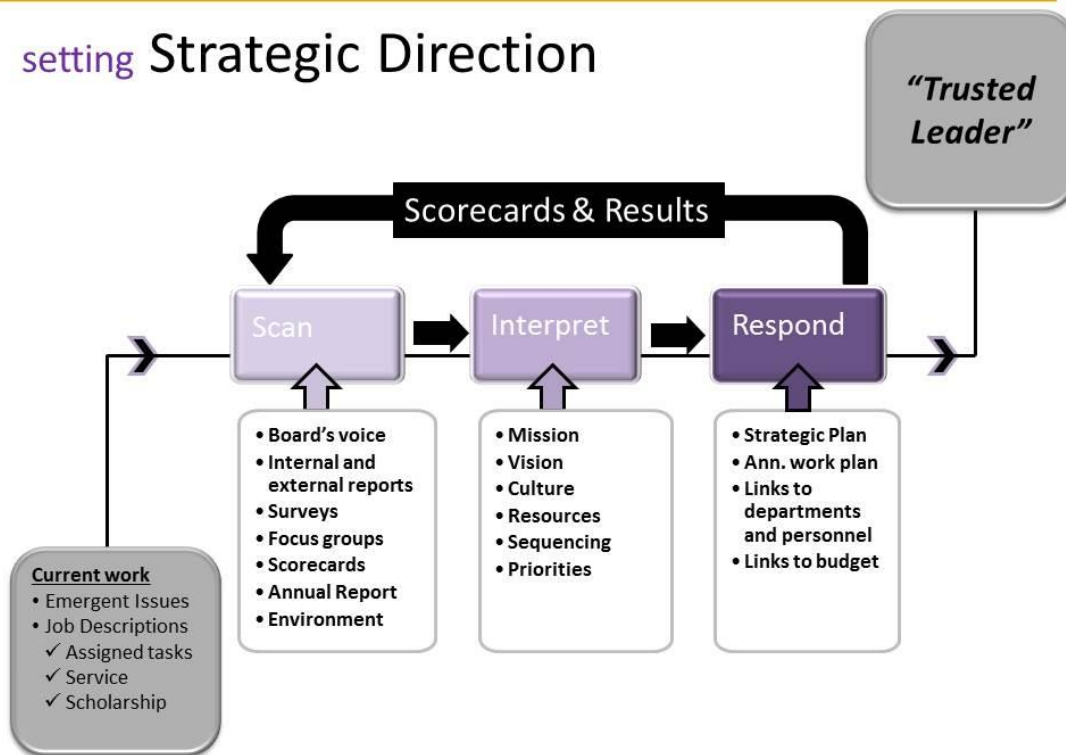 setting Strategic Direction
“Trusted
Leader”
Scorecards & Results
Scan
Interpret
Respond
• Board’s voice
• Internal and
external reports
• Surveys
• Focus groups
• Scorecards
• Annual Report
• Environment
• Mission
• Vision
• Culture
• Resources
• Sequencing
• Priorities
• Strategic Plan
• Ann. work plan
• Links to
departments
and personnel
• Links to budget
Current work
• Emergent Issues
• Job Descriptions
✓ Assigned tasks
✓ Service
✓ Scholarship